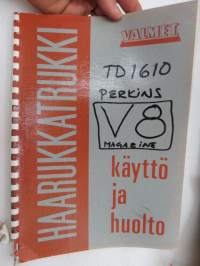 HAARUKKATRUKKI
VALMET
TD1610
PERKINS
V8
MAGAZINE
käyttö
ja
huolto